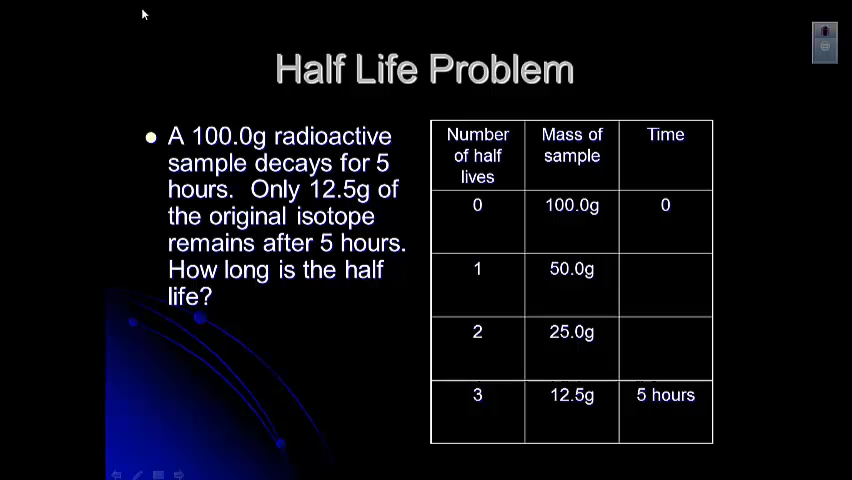 Half Life Problem
A 100.0g radioactive
sample decays for 5
hours. Only 12.5g of
the original isotope
remains after 5 hours.
How long is the half
life?
Number of half lives Mass of sample Time
0 100.0g 0
1 50.0g
2 25.0g
3 12.5g 5 hours